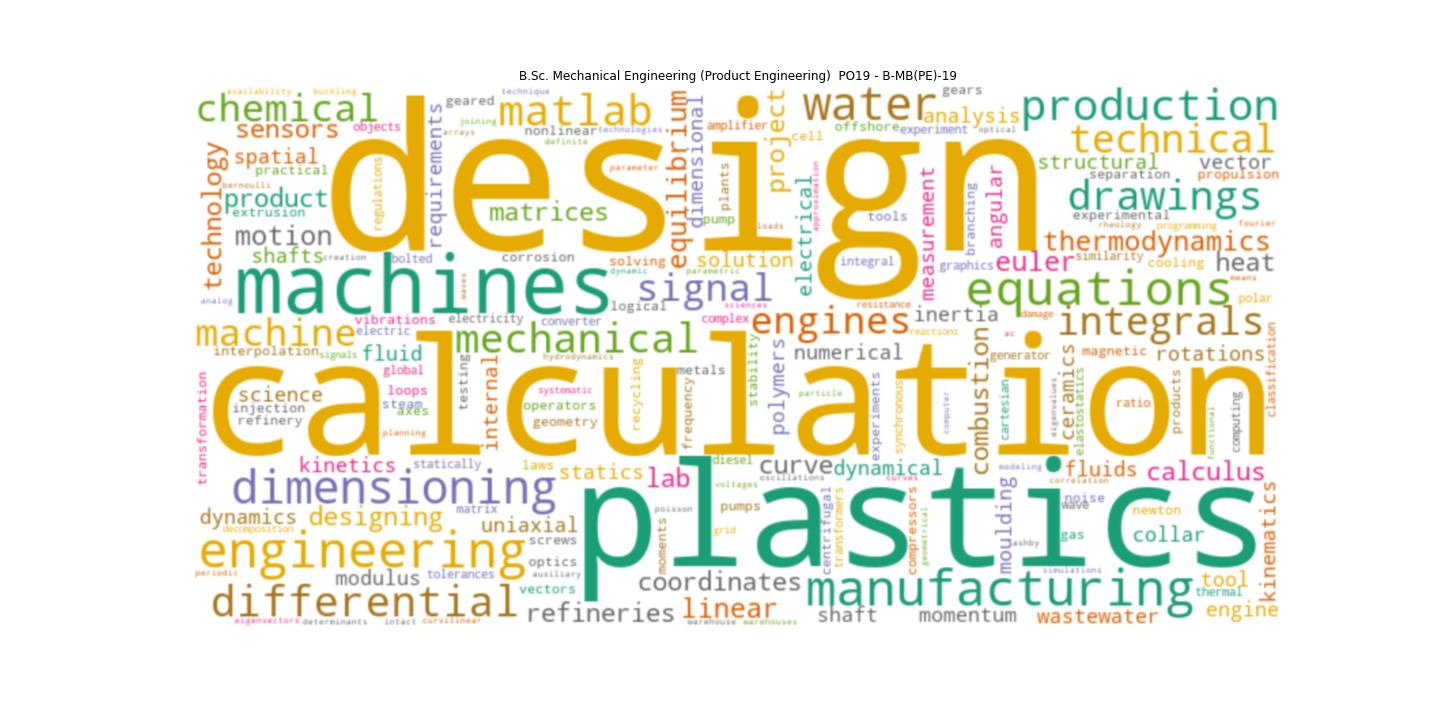 B.Sc. Mechanical Engineering (Product Engineering)  PO19 - B-MB(PE)-19
availability
buckling
technique
gears
chemical
geared
matlab
water
production
joining
objects
sensors
arrays
nonlinear
technologies
definite
amplifier
cell
offshore
experiment
analysis
optical
technical
requirements
equilibrium
dimensional
project
design
spatial
practical
bernoulli
product
extrusion
technology
regulations
parameter
plants
approximation
structural
separation
vector
propulsion
drawings
matrices
pump
loads
electrical
tools
measurement
branching
angular
experimental
rheology
programming
fourier
motion
shafts
creation
bolted
corrosion
solving
dynamic
parametric
solution
integral
graphics
euler
thermodynamics
similarity
cooling
heat
means
machines
waves
signal
sciences
logical
analog
resistance
equations
polar
machine
vibrations
electric
electricity
converter
complex
engines
inertia
damage
integrals
reactions
ac
mechanical
interpolation
signals
fluid
hydrodynamics
metals
stability
numerical
generator
magnetic
rotations
classification
calculation
global
loops
steam
axes
science
injection
refinery
planning
testing
internal
systematic
operators
geometry
recycling
frequency
polymers
particle
experiments
synchronous
computer
combustion
cartesian
eigenvalues
ceramics
elastostatics
ratio
products
functional
computing
transformation
kinetics
statically
laws
statics
lab
diesel
voltages
curve
oscillations
dynamical
curves
modeling
correlation
fluids
calculus
dimensioning
matrix
plastics
poisson
pumps
grid
centrifugal
transformers
compressors
geometrical
moulding
noise
wave
newton
gas
collar
ashby
kinematics
dynamics
decomposition
designing
uniaxial
screws
optics
auxiliary
moments
engineering
periodic
modulus
tolerances
vectors
coordinates
manufacturing
simulations
tool
thermal
differential
refineries
linear
shaft
momentum
wastewater
engine
eigenvectors
determinants
intact
curvilinear
warehouse
warehouses